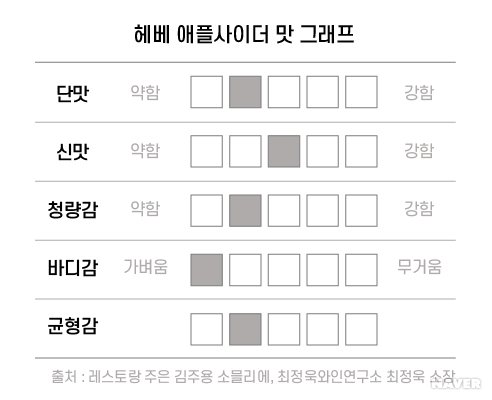 헤베 애플사이더 맛 그래프
단맛 약함 강함
신맛 약함 강함
청량감 약함 강함
바디감 가벼움 무거움
균형감
출처 : 레스토랑 주은 김주용 소믈리에, 최정욱와인연구소 최정욱 소장
NAVER